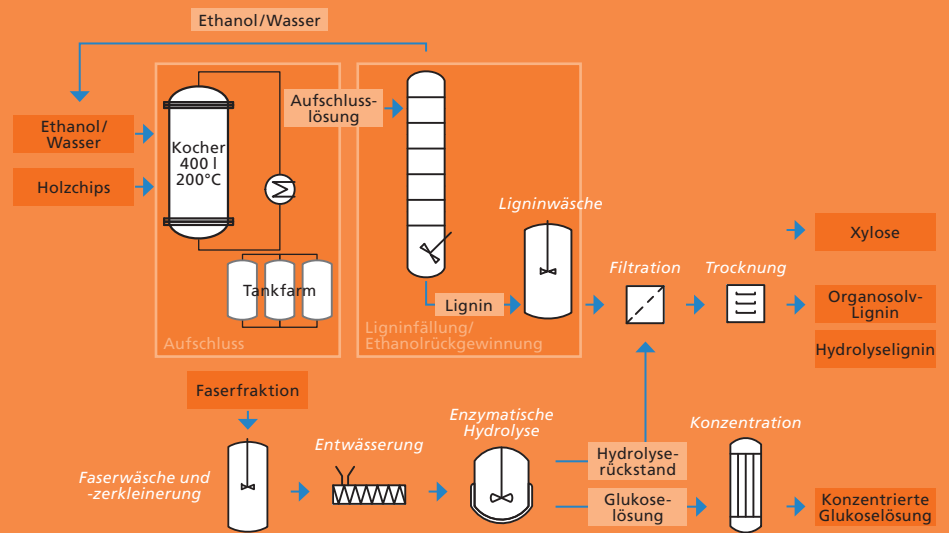 Ethanol/Wasser
Ethanol/
Wasser
Holzchips
Kocher
400 l
200°C
Tankfarm
Aufschluss
Aufschluss-
lösung
Lignin
Ligninfällung/
Ethanolrückgewinnung
Ligninwäsche
Filtration
Trocknung
Xylose
Organosolv-
Lignin
Hydrolyselignin
Faserfraktion
Faserwäsche und
-zerkleinerung
Entwässerung
Enzymatische
Hydrolyse
Hydrolyse-
rückstand
Glukose-
lösung
Konzentration
Konzentrierte
Glukoselösung